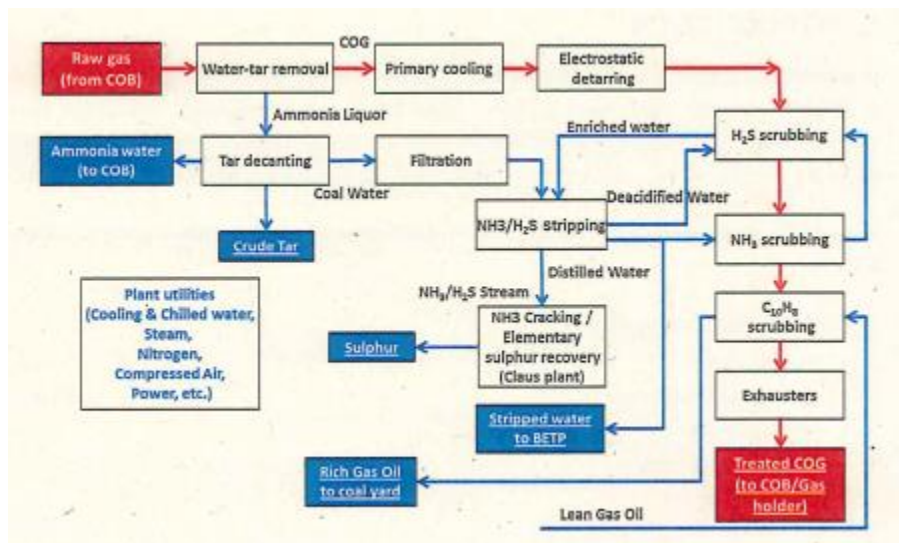 Raw gas
(from COB)
Water-tar removal
COG
Primary cooling
Electrostatic
detarring
Ammonia Liquor
Ammonia water
(to COB)
Tar decanting
Coal Water
Filtration
Enriched water
H₂S scrubbing
Deacidified Water
Crude Tar
NH3/H₂S Stripping
NH₃ scrubbing
Distilled Water
NH₃/H₂S Stream
Plant utilities
(Cooling & Chilled water,
Steam,
Nitrogen,
Compressed Air,
Power, etc.)
Sulphur
NH3 Cracking /
Elementary
sulphur recovery
(Claus plant)
C₁₀H₈
scrubbing
Exhausters
Stripped water
to BETP
Rich Gas Oil
to coal yard
Treated COG
(to COB/Gas
holder)
Lean Gas Oil